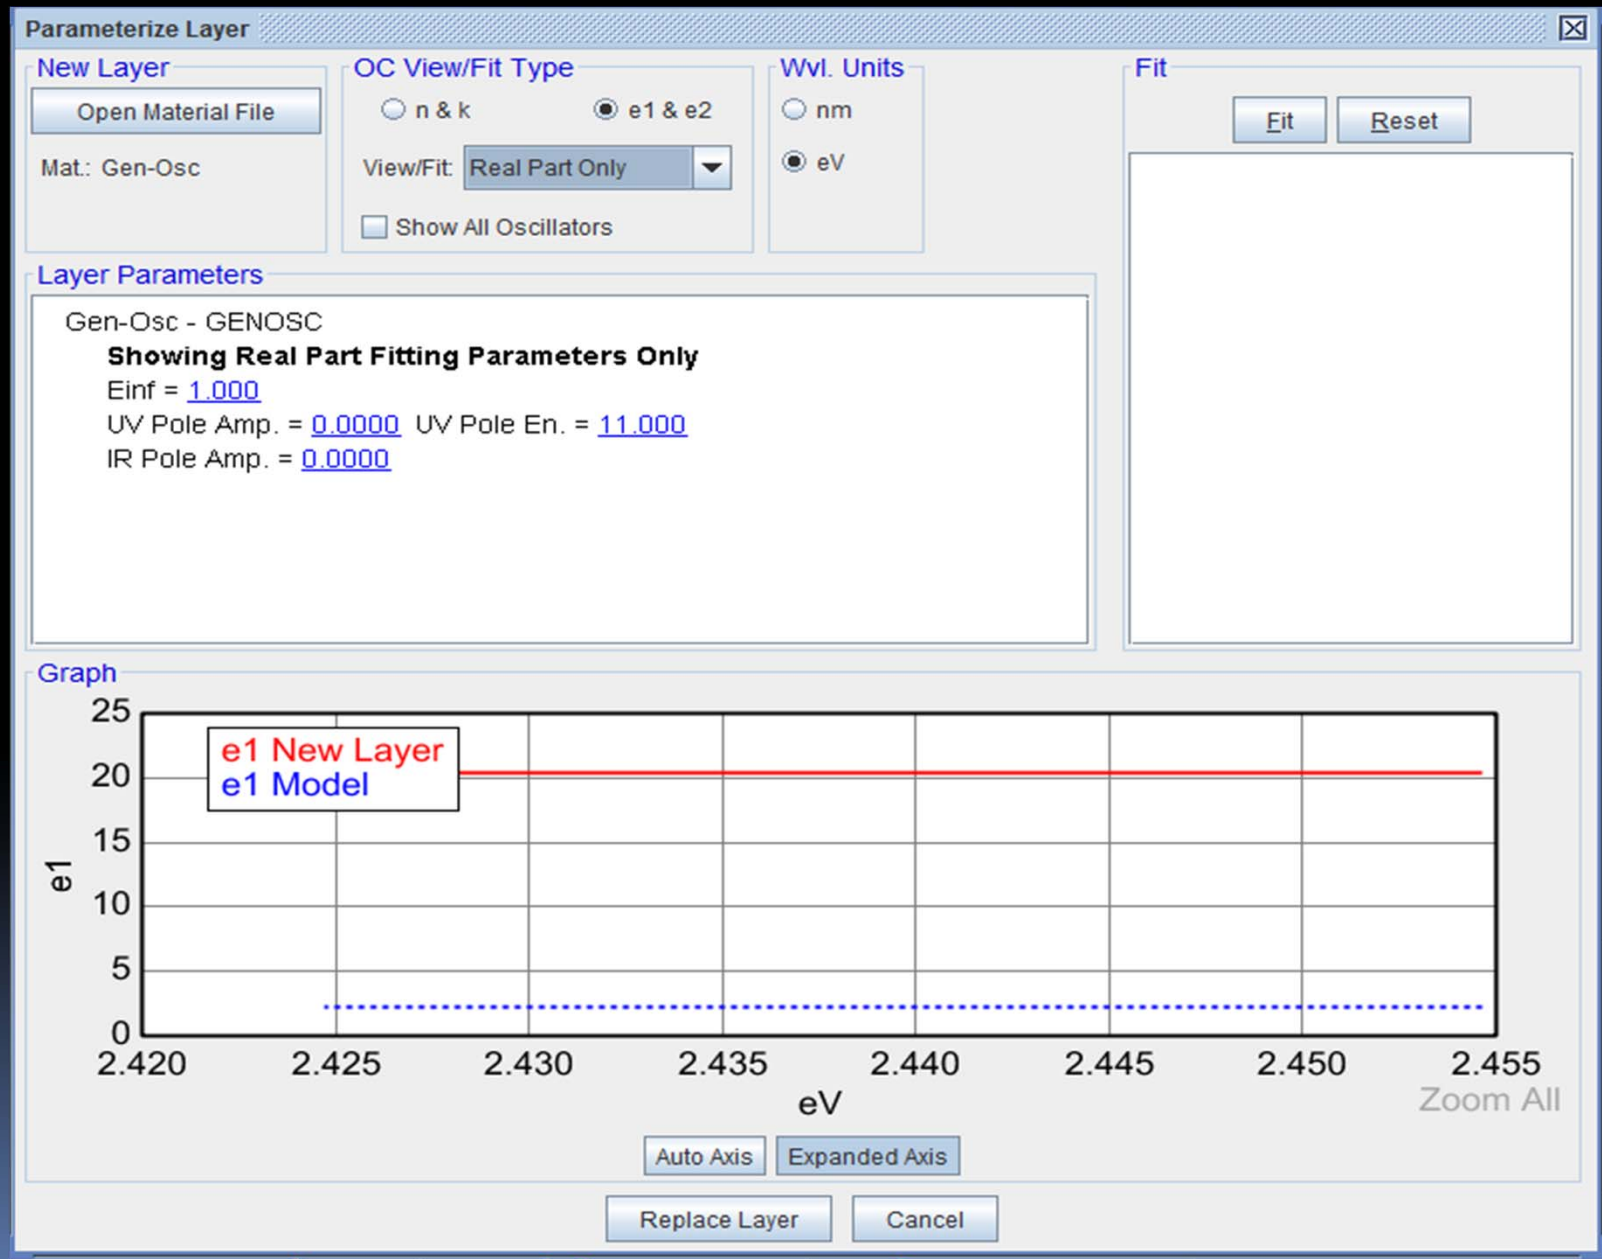 Parameterize Layer
New Layer
Open Material File
Mat.: Gen-Osc
OC View/Fit Type
n & k
e1 & e2
View/Fit: Real Part Only
Show All Oscillators
Wvl. Units
nm
eV
Fit
Fit
Reset
Layer Parameters
Gen-Osc - GENOSC
Showing Real Part Fitting Parameters Only
Einf = 1.000
UV Pole Amp. = 0.0000 UV Pole En. = 11.000
IR Pole Amp. = 0.0000
Graph
e1 New Layer
e1 Model
25
20
15
10
5
0
e1
2.420 2.425 2.430 2.435 2.440 2.445 2.450 2.455
eV
Zoom All
Auto Axis
Expanded Axis
Replace Layer
Cancel